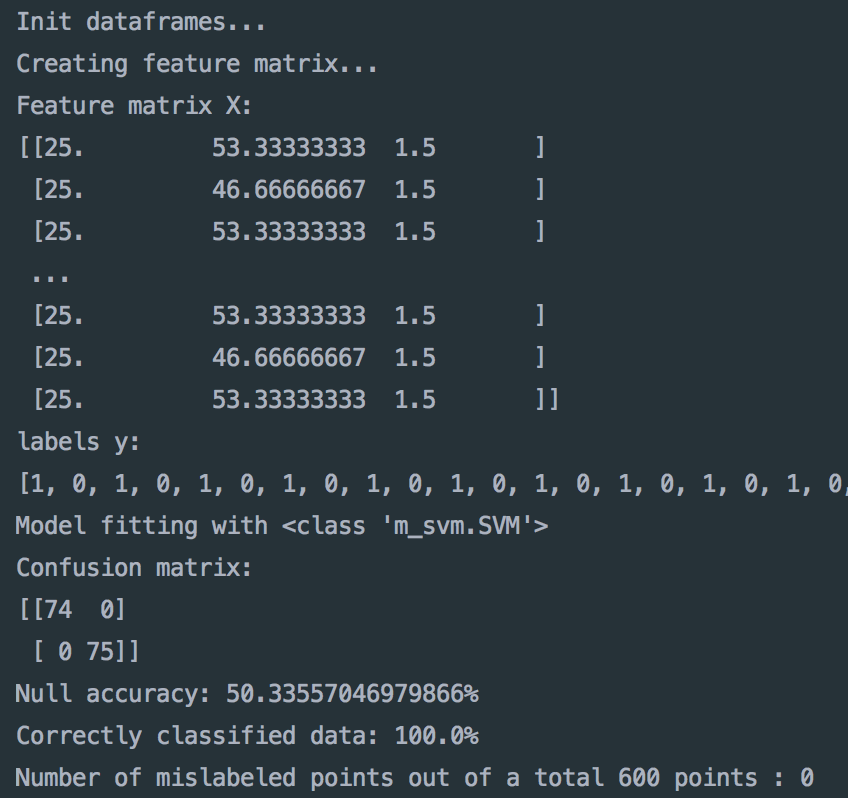 Init dataframes...
Creating feature matrix...
Feature matrix X:
[[25.         53.33333333  1.5       ]
 [25.         46.66666667  1.5       ]
 [25.         53.33333333  1.5       ]
 ...
 [25.         53.33333333  1.5       ]
 [25.         46.66666667  1.5       ]
 [25.         53.33333333  1.5       ]]
labels y:
[1, 0, 1, 0, 1, 0, 1, 0, 1, 0, 1, 0, 1, 0, 1, 0, 1, 0, 1, 0,
Model fitting with <class 'm_svm.SVM'>
Confusion matrix:
[[74  0]
 [ 0 75]]
Null accuracy: 50.33557046979866%
Correctly classified data: 100.0%
Number of mislabeled points out of a total 600 points : 0